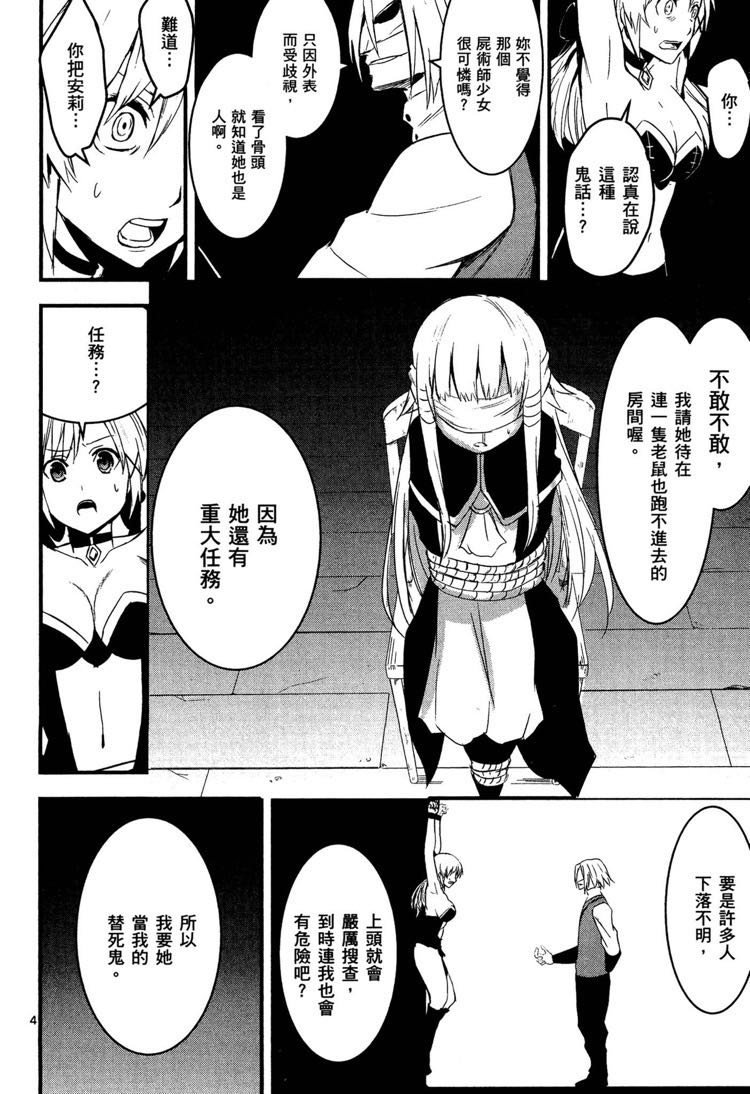 你…
認真在說
這種
鬼話…？
妳不覺得
那個
屍術師少女
很可憐嗎？
只因外表
而受歧視，
看了骨頭
就知道她也是
人啊。
難道…
你把安莉…
不敢不敢，
我請她待在
連一隻老鼠也跑不進去的
房間喔。
因為
她還有
重大任務。
任務…？
要是許多人
下落不明，
上頭就會
嚴厲搜查，
到時連我也會
有危險吧？
所以
我要她
當我的
替死鬼。
4